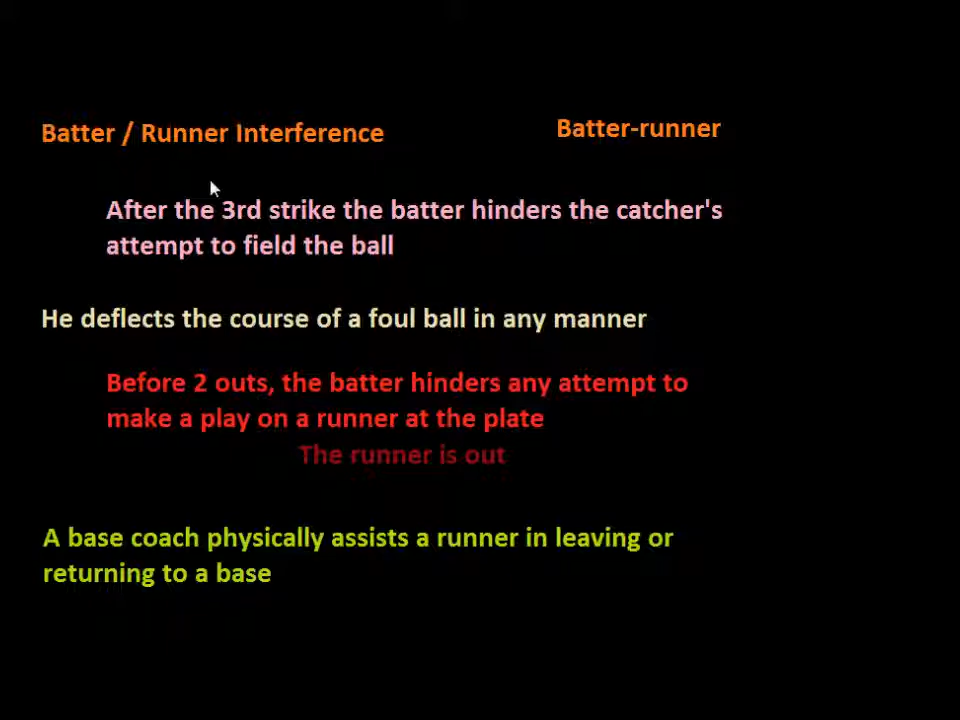 Batter / Runner Interference
Batter-runner
After the 3rd strike the batter hinders the catcher's
attempt to field the ball
He deflects the course of a foul ball in any manner
Before 2 outs, the batter hinders any attempt to
make a play on a runner at the plate
The runner is out
A base coach physically assists a runner in leaving or
returning to a base